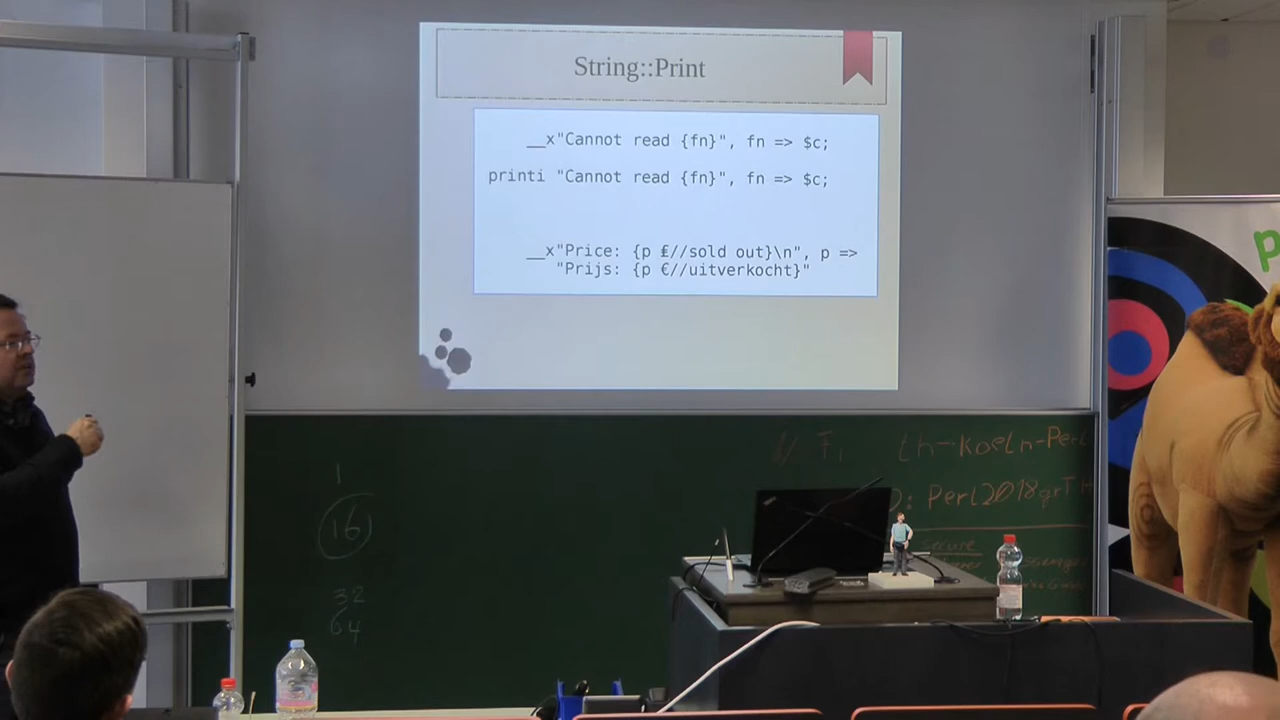 String::Print
__x"Cannot read {fn}", fn => $c;
printi "Cannot read {fn}", fn => $c;
__x"Price: {p ₤//sold out}\n", p =>
"Prijs: {p €//uitverkocht}"
p
1
16
32
64
th-koeln-Perl
Perl2018grTH
secure